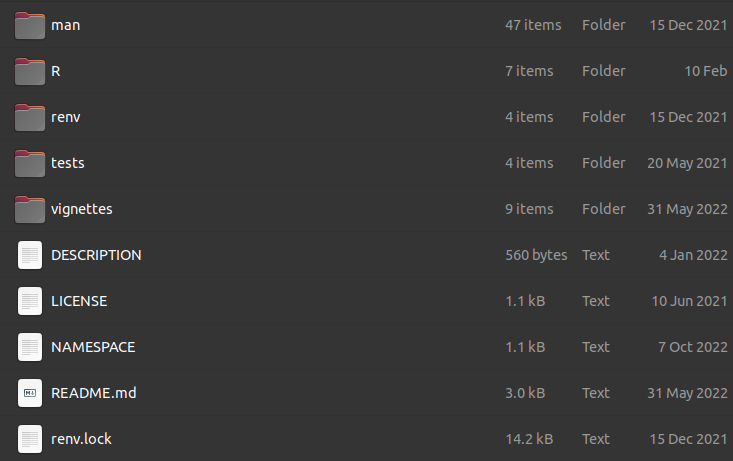 man 47 items Folder 15 Dec 2021
R 7 items Folder 10 Feb
renv 4 items Folder 15 Dec 2021
tests 4 items Folder 20 May 2021
vignettes 9 items Folder 31 May 2022
DESCRIPTION 560 bytes Text 4 Jan 2022
LICENSE 1.1 kB Text 10 Jun 2021
NAMESPACE 1.1 kB Text 7 Oct 2022
README.md 3.0 kB Text 31 May 2022
renv.lock 14.2 kB Text 15 Dec 2021